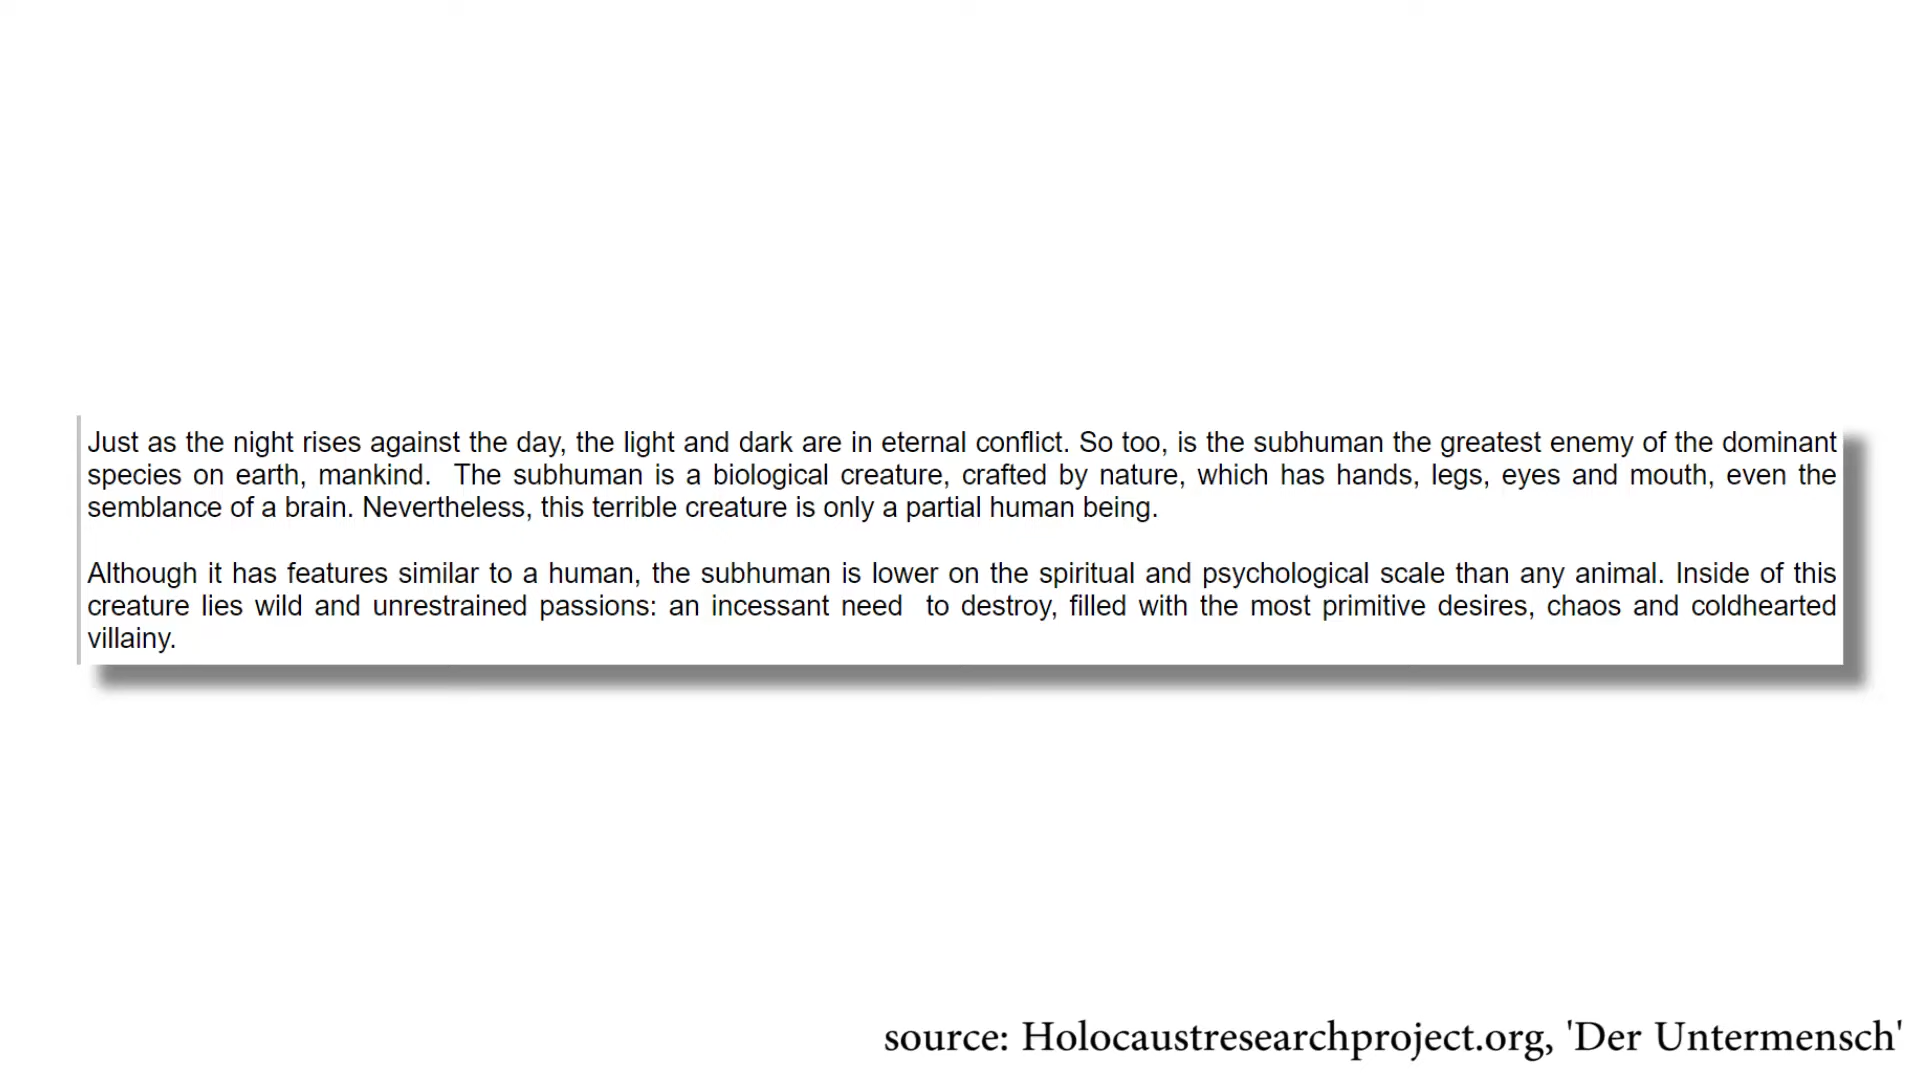 Just as the night rises against the day, the light and dark are in eternal conflict. So too, is the subhuman the greatest enemy of the dominant
species on earth, mankind.  The subhuman is a biological creature, crafted by nature, which has hands, legs, eyes and mouth, even the
semblance of a brain. Nevertheless, this terrible creature is only a partial human being.
Although it has features similar to a human, the subhuman is lower on the spiritual and psychological scale than any animal. Inside of this
creature lies wild and unrestrained passions: an incessant need  to destroy, filled with the most primitive desires, chaos and coldhearted
villainy.
source: Holocaustresearchproject.org, 'Der Untermensch'